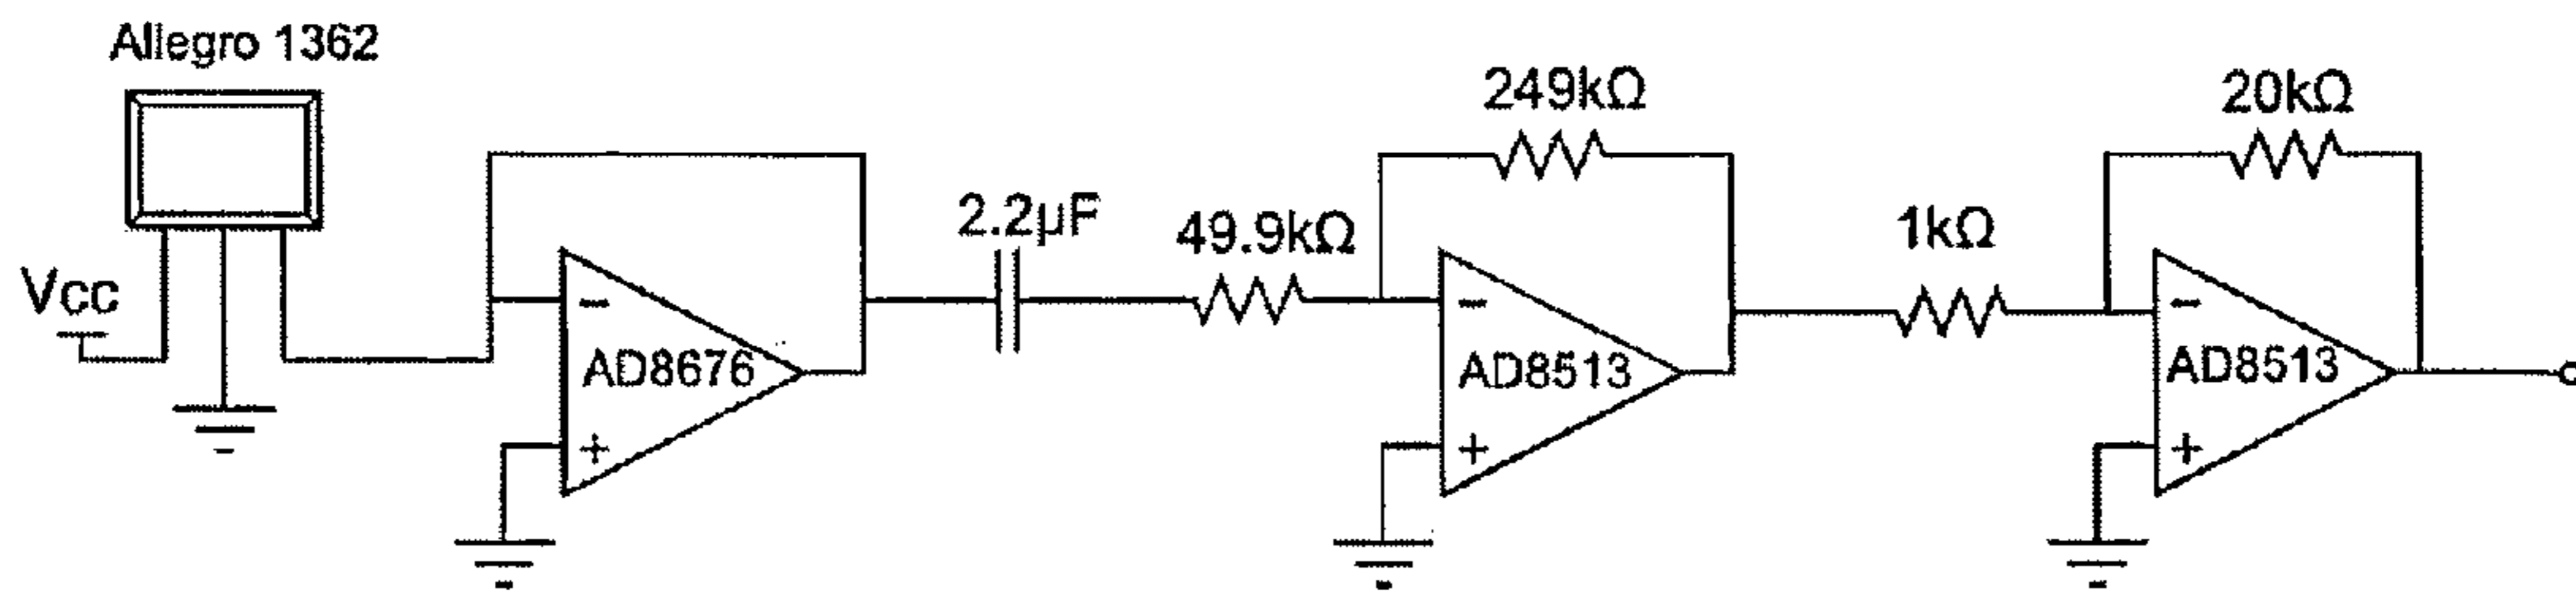 Allegro 1362
249kΩ
20kΩ
2.2µF
49.9kΩ
1kΩ
Vcc
−
−
−
AD8676
AD8513
AD8513
+
+
+